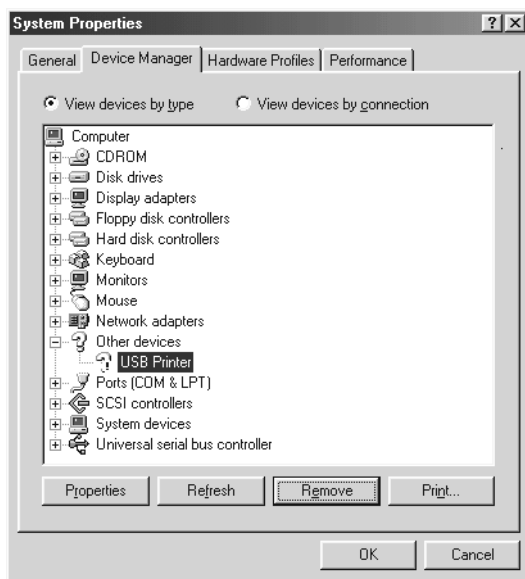 System Properties
General Device Manager Hardware Profiles Performance
View devices by type View devices by connection
Computer
CDROM
Disk drives
Display adapters
Floppy disk controllers
Hard disk controllers
Keyboard
Monitors
Mouse
Network adapters
Other devices
USB Printer
Ports (COM & LPT)
SCSI controllers
System devices
Universal serial bus controller
Properties Refresh Remove Print...
OK Cancel